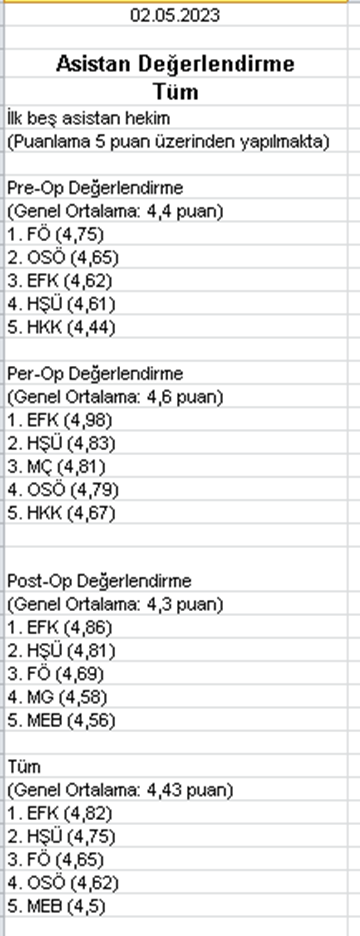 02.05.2023
Asistan Değerlendirme
Tüm
İlk beş asistan hekim
(Puanlama 5 puan üzerinden yapılmakta)
Pre-Op Değerlendirme
(Genel Ortalama: 4,4 puan)
1. FÖ (4,75)
2. OSÖ (4,65)
3. EFK (4,62)
4. HŞÜ (4,61)
5. HKK (4,44)
Per-Op Değerlendirme
(Genel Ortalama: 4,6 puan)
1. EFK (4,98)
2. HŞÜ (4,83)
3. MÇ (4,81)
4. OSÖ (4,79)
5. HKK (4,67)
Post-Op Değerlendirme
(Genel Ortalama: 4,3 puan)
1. EFK (4,86)
2. HŞÜ (4,81)
3. FÖ (4,69)
4. MG (4,58)
5. MEB (4,56)
Tüm
(Genel Ortalama: 4,43 puan)
1. EFK (4,82)
2. HŞÜ (4,75)
3. FÖ (4,65)
4. OSÖ (4,62)
5. MEB (4,5)